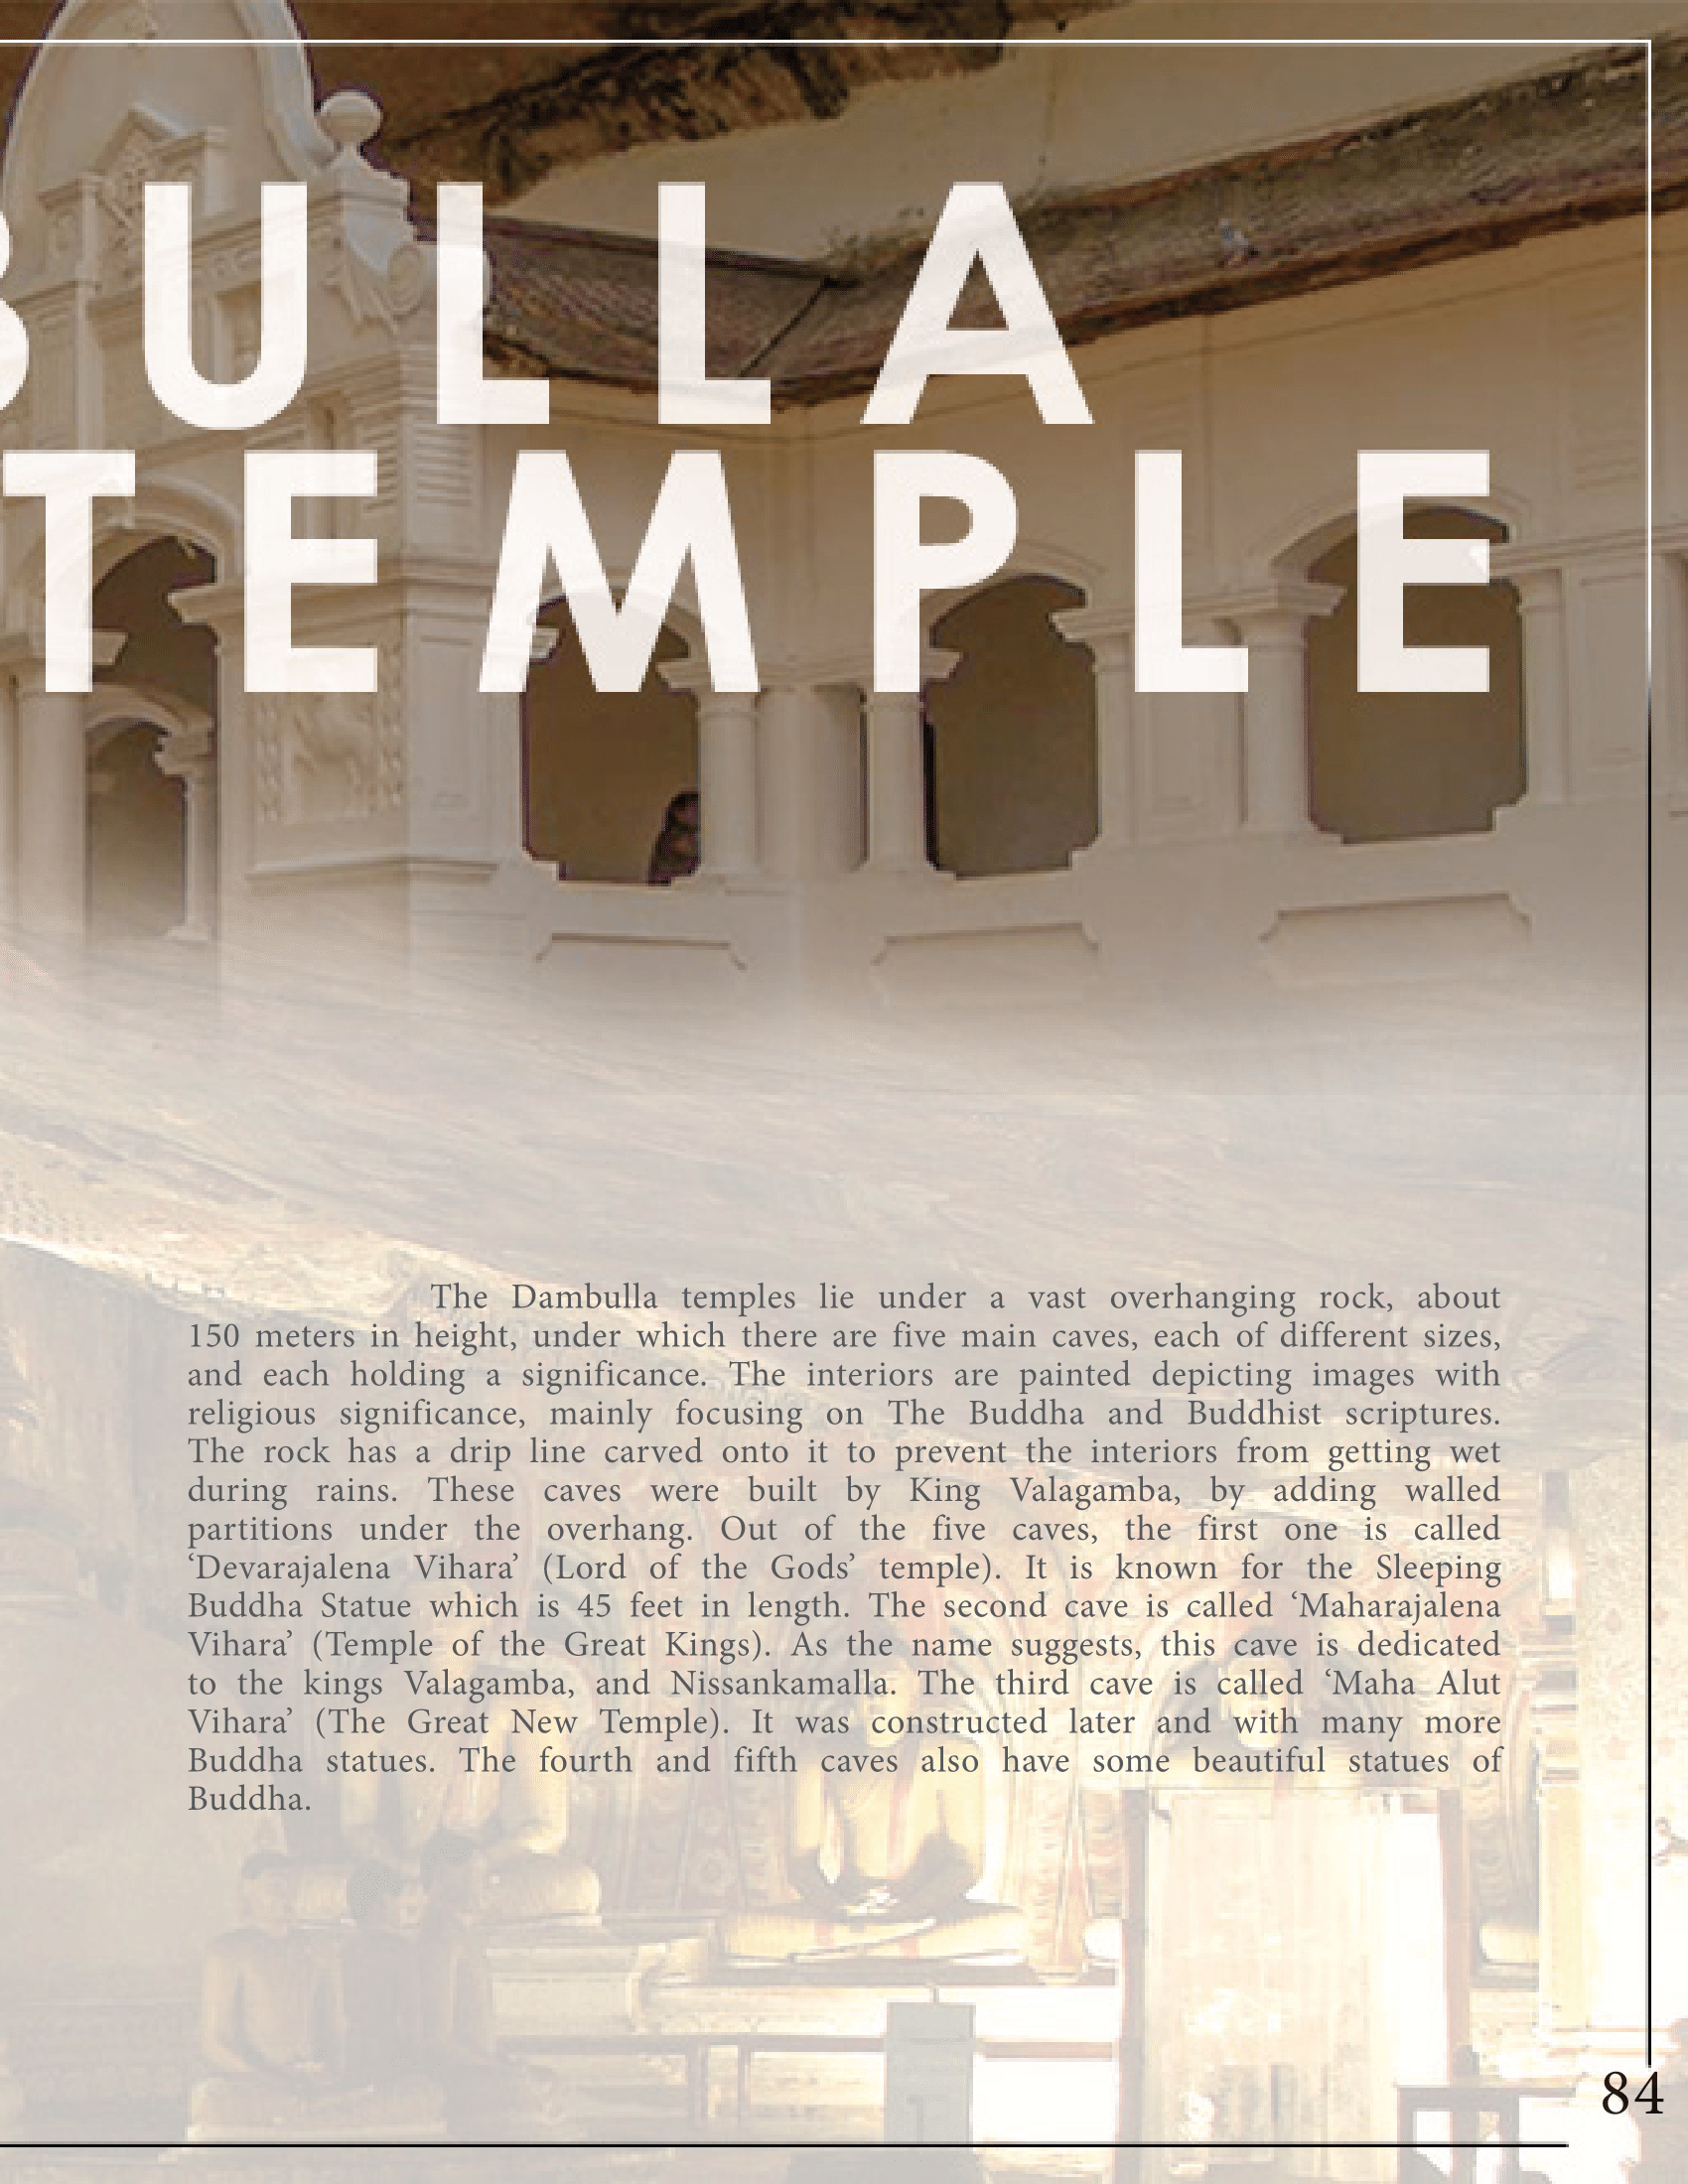 BULLA
TEMPLE
The Dambulla temples lie under a vast overhanging rock, about
150 meters in height, under which there are five main caves, each of different sizes,
and each holding a significance. The interiors are painted depicting images with
religious significance, mainly focusing on The Buddha and Buddhist scriptures.
The rock has a drip line carved onto it to prevent the interiors from getting wet
during rains. These caves were built by King Valagamba, by adding walled
partitions under the overhang. Out of the five caves, the first one is called
‘Devarajalena Vihara’ (Lord of the Gods’ temple). It is known for the Sleeping
Buddha Statue which is 45 feet in length. The second cave is called ‘Maharajalena
Vihara’ (Temple of the Great Kings). As the name suggests, this cave is dedicated
to the kings Valagamba, and Nissankamalla. The third cave is called ‘Maha Alut
Vihara’ (The Great New Temple). It was constructed later and with many more
Buddha statues. The fourth and fifth caves also have some beautiful statues of
Buddha.
84